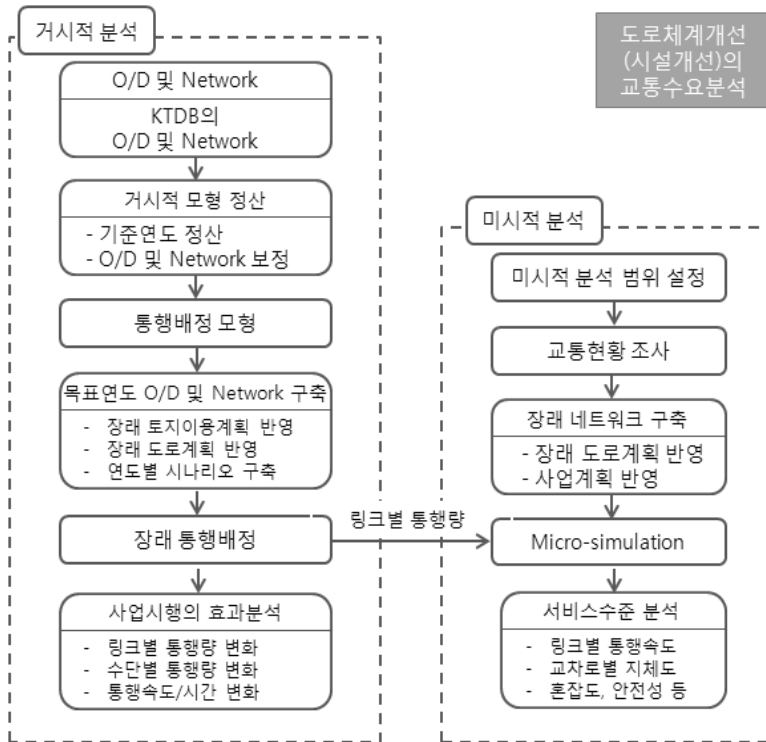 거시적 분석
도로체계개선
(시설개선)의
교통수요분석
O/D 및 Network
KTDB의
O/D 및 Network
거시적 모형 정산
- 기준연도 정산
- O/D 및 Network 보정
통행배정 모형
목표연도 O/D 및 Network 구축
- 장래 토지이용계획 반영
- 장래 도로계획 반영
- 연도별 시나리오 구축
장래 통행배정
사업시행의 효과분석
- 링크별 통행량 변화
- 수단별 통행량 변화
- 통행속도/시간 변화
링크별 통행량
미시적 분석
미시적 분석 범위 설정
교통현황 조사
장래 네트워크 구축
- 장래 도로계획 반영
- 사업계획 반영
Micro-simulation
서비스수준 분석
- 링크별 통행속도
- 교차로별 지체도
- 혼잡도, 안전성 등